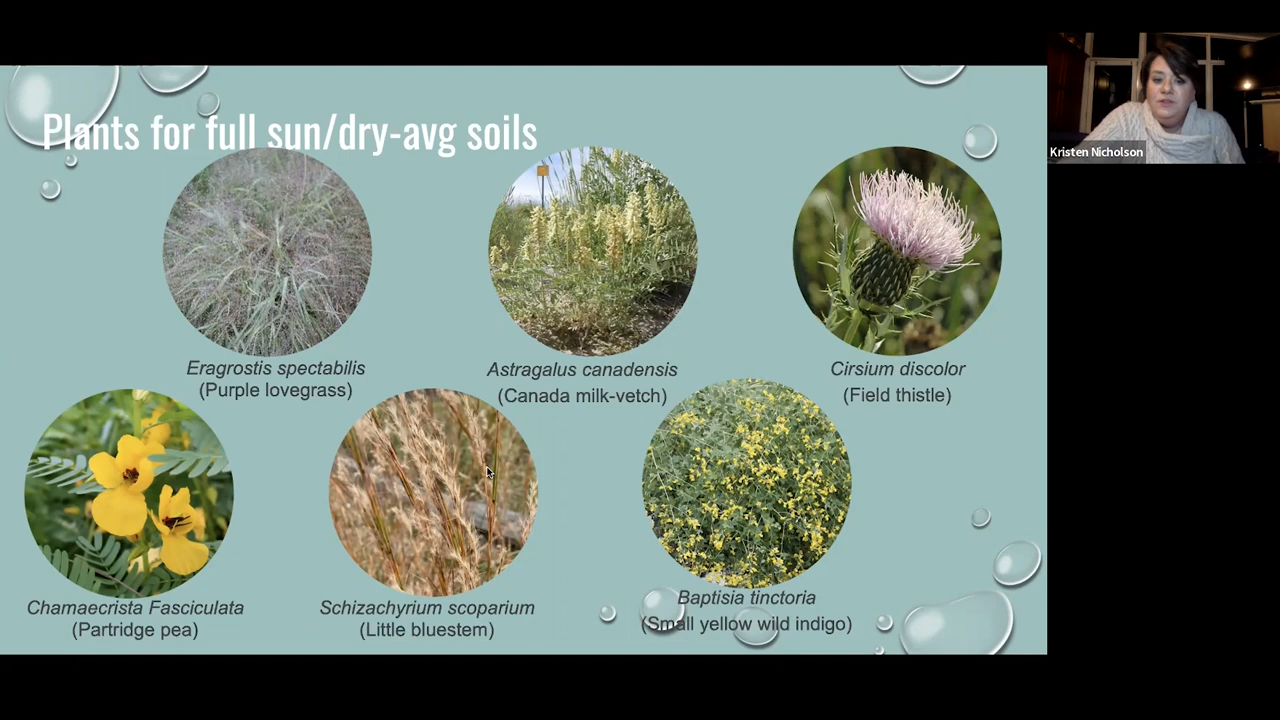 Plants for full sun/dry-avg soils
Kristen Nicholson
Eragrostis spectabilis
(Purple lovegrass)
Astragalus canadensis
(Canada milk-vetch)
Cirsium discolor
(Field thistle)
Chamaecrista Fasciculata
(Partridge pea)
Schizachyrium scoparium
(Little bluestem)
Baptisia tinctoria
(Small yellow wild indigo)